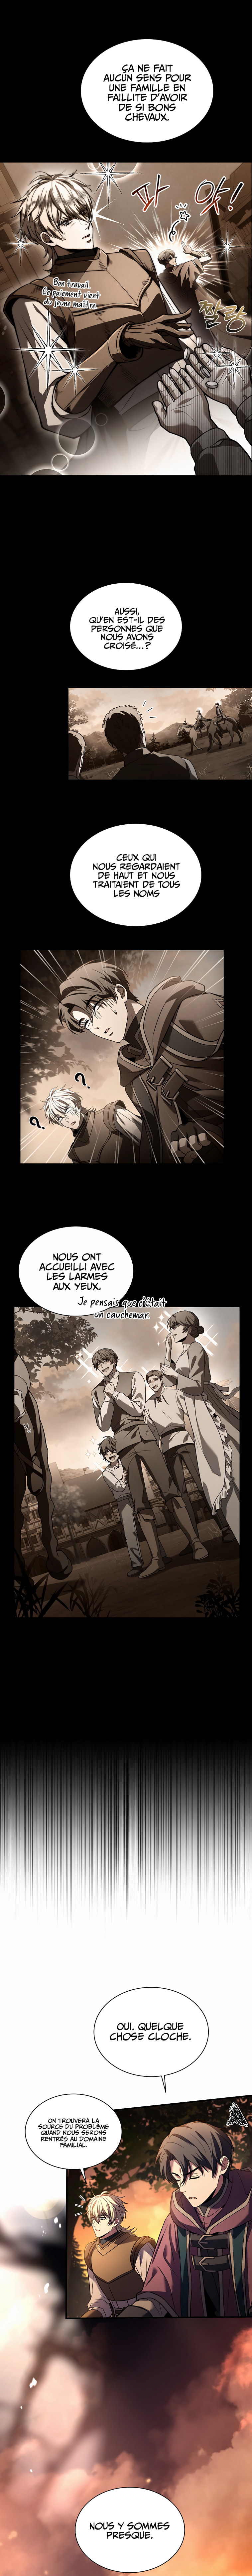 ÇA NE FAIT
AUCUN SENS POUR
UNE FAMILLE EN
FAILLITE D'AVOIR
DE SI BONS
CHEVAUX.
파앗!
Bon travail.
Ce paiement vient
du jeune maître.
찰랑
AUSSI,
QU'EN EST-IL DES
PERSONNES QUE
NOUS AVONS
CROISÉ...?
CEUX QUI
NOUS REGARDAIENT
DE HAUT ET NOUS
TRAITAIENT DE TOUS
LES NOMS
?
?
NOUS ONT
ACCUEILLI AVEC
LES LARMES
AUX YEUX.
Je pensais que c'était
un cauchemar.
OUI. QUELQUE
CHOSE CLOCHE.
ON TROUVERA LA
SOURCE DU PROBLÈME
QUAND NOUS SERONS
RENTRÉS AU DOMAINE
FAMILIAL.
NOUS Y SOMMES
PRESQUE.